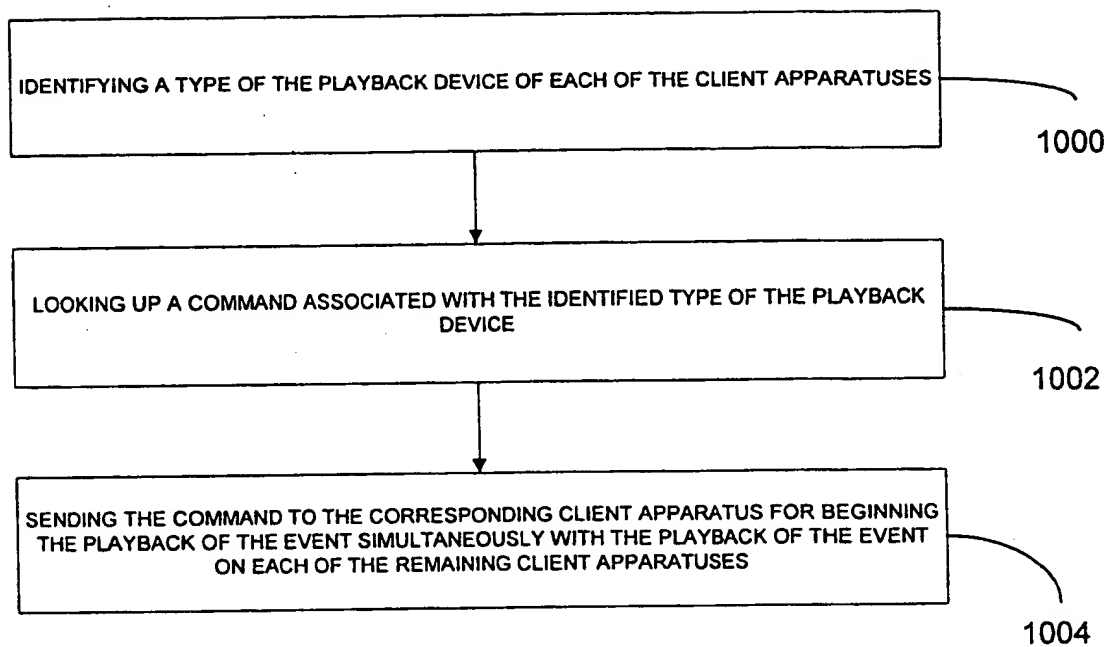 IDENTIFYING A TYPE OF THE PLAYBACK DEVICE OF EACH OF THE CLIENT APPARATUSES
1000
LOOKING UP A COMMAND ASSOCIATED WITH THE IDENTIFIED TYPE OF THE PLAYBACK
DEVICE
1002
SENDING THE COMMAND TO THE CORRESPONDING CLIENT APPARATUS FOR BEGINNING
THE PLAYBACK OF THE EVENT SIMULTANEOUSLY WITH THE PLAYBACK OF THE EVENT
ON EACH OF THE REMAINING CLIENT APPARATUSES
1004